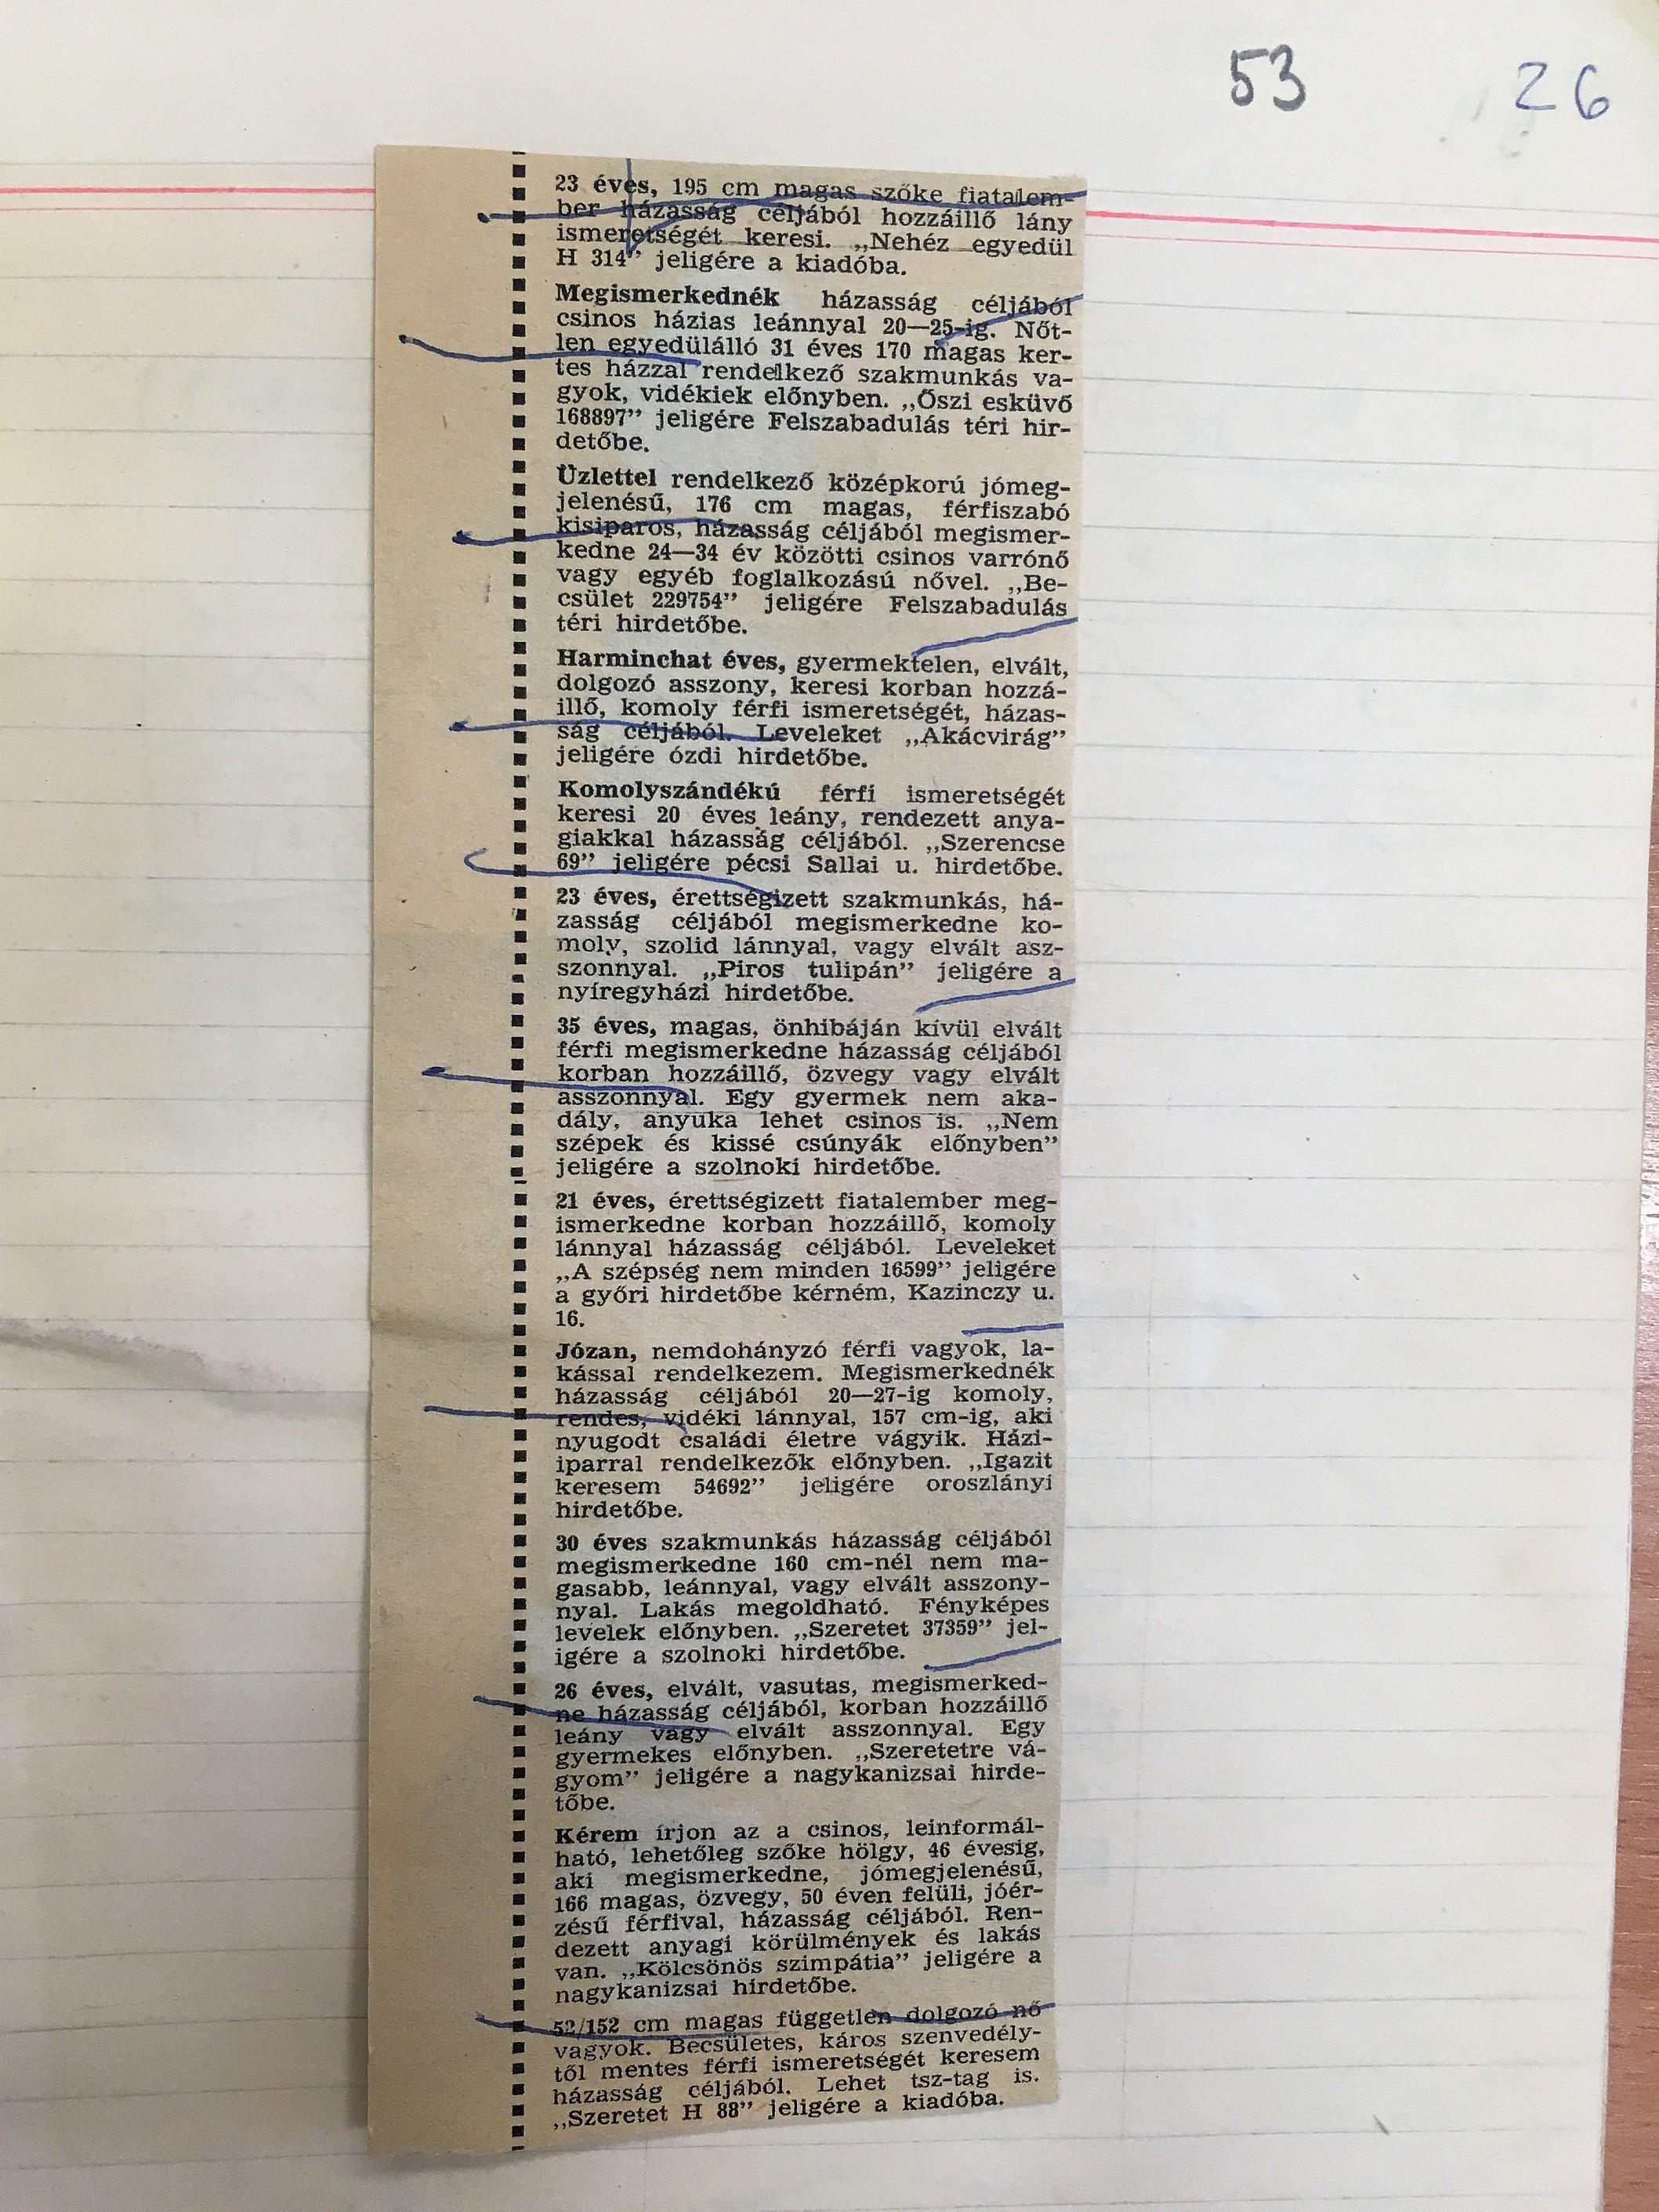 53 26
23 éves, 195 cm magas szőke fiatalem-
ber házasság céljából hozzáillő lány
ismeretségét keresi. „Nehéz egyedül
H 314” jeligére a kiadóba.
Megismerkednék házasság céljából
csinos házias leánnyal 20—25-ig. Nőt-
len egyedülálló 31 éves 170 magas ker-
tes házzal rendelkező szakmunkás va-
gyok, vidékiek előnyben. „Őszi esküvő
168897” jeligére Felszabadulás téri hir-
detőbe.
Üzlettel rendelkező középkorú jómeg-
jelenésű, 176 cm magas, férfiszabó
kisiparos, házasság céljából megismer-
kedne 24—34 év közötti csinos varrónő
vagy egyéb foglalkozású nővel. „Be-
csület 229754” jeligére Felszabadulás
téri hirdetőbe.
Harminchat éves, gyermektelen, elvált,
dolgozó asszony, keresi korban hozzá-
illő, komoly férfi ismeretségét, házas-
ság céljából. Leveleket „Akácvirág”
jeligére ózdi hirdetőbe.
Komolyszándékú férfi ismeretségét
keresi 20 éves leány, rendezett anya-
giakkal házasság céljából. „Szerencse
69” jeligére pécsi Sallai u. hirdetőbe.
23 éves, érettségizett szakmunkás, há-
zasság céljából megismerkedne ko-
moly, szolid lánnyal, vagy elvált asz-
szonnyal. „Piros tulipán” jeligére a
nyíregyházi hirdetőbe.
35 éves, magas, önhibáján kívül elvált
férfi megismerkedne házasság céljából
korban hozzáillő, özvegy vagy elvált
asszonnyal. Egy gyermek nem aka-
dály, anyuka lehet csinos is. „Nem
szépek és kissé csúnyák előnyben”
jeligére a szolnoki hirdetőbe.
21 éves, érettségizett fiatalember meg-
ismerkedne korban hozzáillő, komoly
lánnyal házasság céljából. Leveleket
„A szépség nem minden 16599” jeligére
a győri hirdetőbe kérném, Kazinczy u.
16.
Józan, nemdohányzó férfi vagyok, la-
kással rendelkezem. Megismerkednék
házasság céljából 20—27-ig komoly,
rendes, vidéki lánnyal, 157 cm-ig, aki
nyugodt családi életre vágyik. Házi-
iparral rendelkezők előnyben. „Igazit
keresem 54692” jeligére oroszlányi
hirdetőbe.
30 éves szakmunkás házasság céljából
megismerkedne 160 cm-nél nem ma-
gasabb, leánnyal, vagy elvált asszony-
nyal. Lakás megoldható. Fényképes
levelek előnyben. „Szeretet 37359” jel-
igére a szolnoki hirdetőbe.
26 éves, elvált, vasutas, megismerked-
ne házasság céljából, korban hozzáillő
leány vagy elvált asszonnyal. Egy
gyermekes előnyben. „Szeretetre vá-
gyom” jeligére a nagykanizsai hirde-
tőbe.
Kérem írjon az a csinos, leinformál-
ható, lehetőleg szőke hölgy, 46 évesig,
aki megismerkedne, jómegjelenésű,
166 magas, özvegy, 50 éven felüli, jóér-
zésű férfival, házasság céljából. Ren-
dezett anyagi körülmények és lakás
van. „Kölcsönös szimpátia” jeligére a
nagykanizsai hirdetőbe.
52/152 cm magas független dolgozó nő
vagyok. Becsületes, káros szenvedély-
től mentes férfi ismeretségét keresem
házasság céljából. Lehet tsz-tag is.
„Szeretet H 88” jeligére a kiadóba.